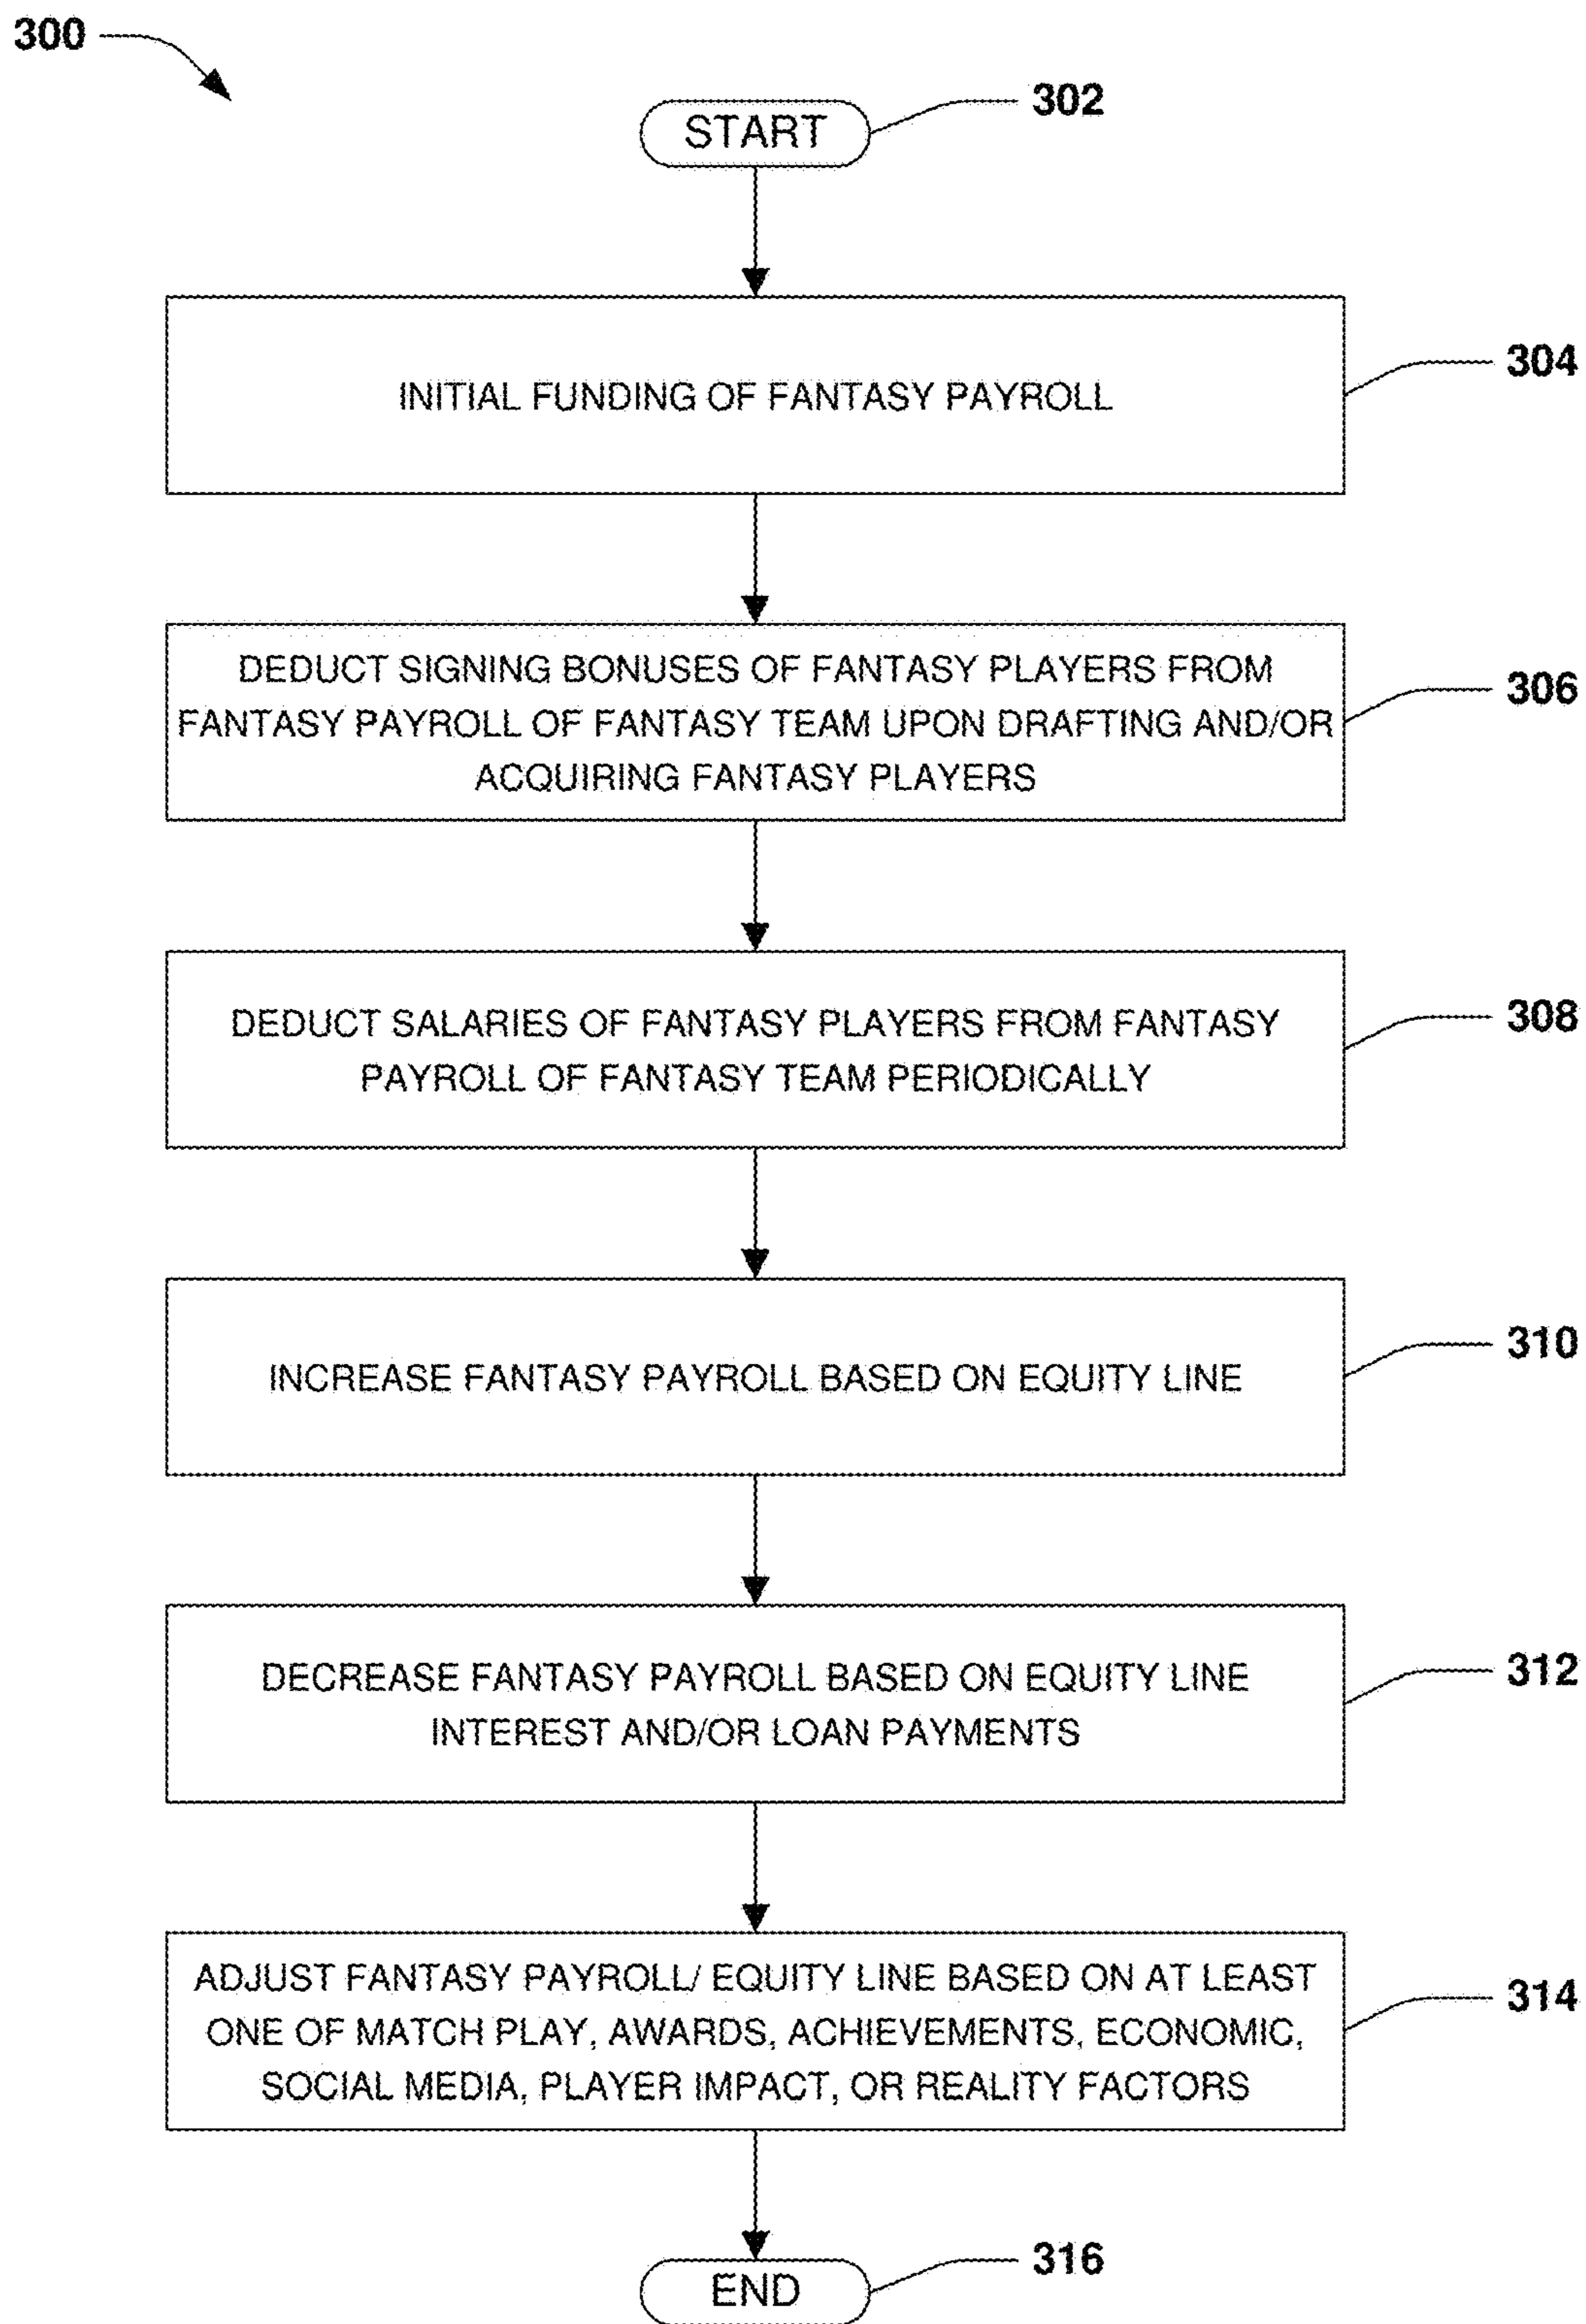 300
START
302
INITIAL FUNDING OF FANTASY PAYROLL
304
DEDUCT SIGNING BONUSES OF FANTASY PLAYERS FROM
FANTASY PAYROLL OF FANTASY TEAM UPON DRAFTING AND/OR
ACQUIRING FANTASY PLAYERS
306
DEDUCT SALARIES OF FANTASY PLAYERS FROM FANTASY
PAYROLL OF FANTASY TEAM PERIODICALLY
308
INCREASE FANTASY PAYROLL BASED ON EQUITY LINE
310
DECREASE FANTASY PAYROLL BASED ON EQUITY LINE
INTEREST AND/OR LOAN PAYMENTS
312
ADJUST FANTASY PAYROLL/ EQUITY LINE BASED ON AT LEAST
ONE OF MATCH PLAY, AWARDS, ACHIEVEMENTS, ECONOMIC,
SOCIAL MEDIA, PLAYER IMPACT, OR REALITY FACTORS
314
END
316